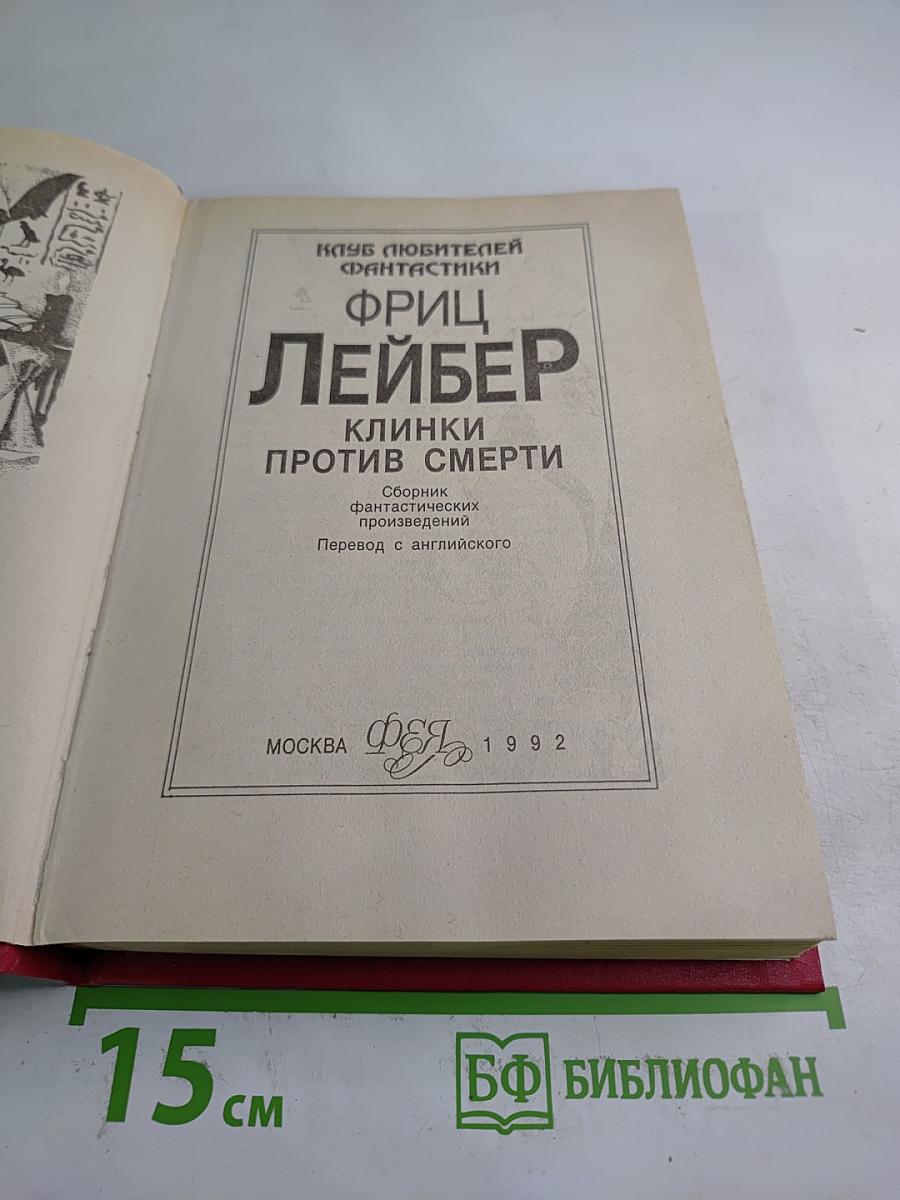 КЛУБ ЛЮБИТЕЛЕЙ
ФАНТАСТИКИ
ФРИЦ
ЛЕЙБЕР
КЛИНКИ
ПРОТИВ СМЕРТИ
Сборник
фантастических
произведений
Перевод с английского
МОСКВА ФЕЯ 1992
15 см
БФ БИБЛИОФАН